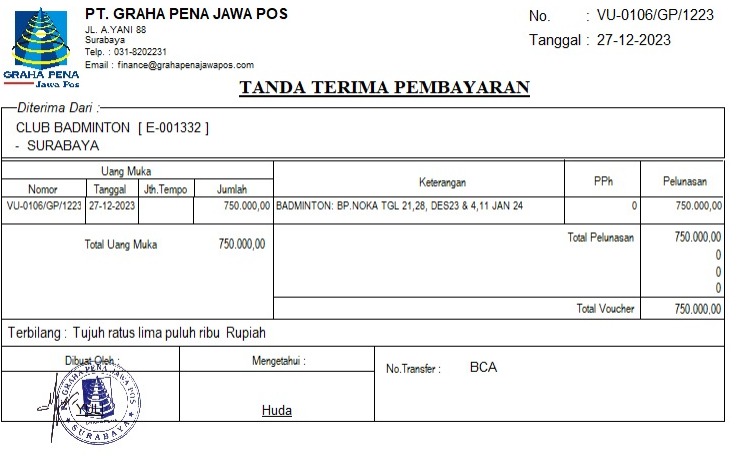 GRAHA PENA
Jawa Pos
PT. GRAHA PENA JAWA POS
JL. A.YANI 88
Surabaya
Telp. : 031-8202231
Email : finance@grahapenajawapos.com
No. : VU-0106/GP/1223
Tanggal : 27-12-2023
TANDA TERIMA PEMBAYARAN
Diterima Dari :
CLUB BADMINTON [ E-001332 ]
- SURABAYA
Uang Muka
Nomor Tanggal Jth.Tempo Jumlah Keterangan PPh Pelunasan
VU-0106/GP/1223 27-12-2023 750.000,00 BADMINTON: BP.NOKA TGL 21,28, DES23 & 4,11 JAN 24 0 750.000,00
Total Uang Muka 750.000,00 Total Pelunasan 750.000,00
0
0
0
Total Voucher 750.000,00
Terbilang : Tujuh ratus lima puluh ribu Rupiah
Dibuat Oleh : Mengetahui : No.Transfer : BCA
PT. GRAHA PENA JAWA POS
YULI
SURABAYA
Huda